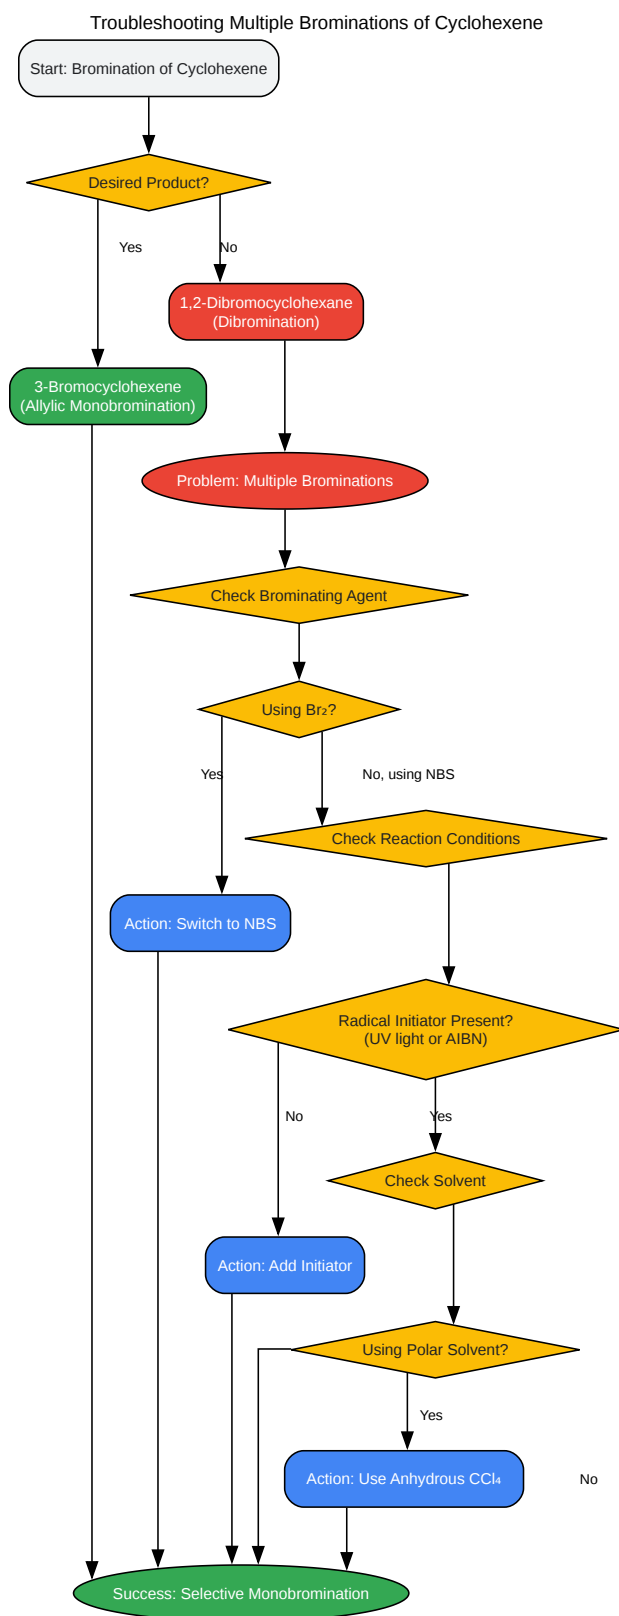 Troubleshooting Multiple Brominations of Cyclohexene
Start: Bromination of Cyclohexene
Desired Product?
Yes
No
1,2-Dibromocyclohexane
(Dibromination)
3-Bromocyclohexene
(Allylic Monobromination)
Problem: Multiple Brominations
Check Brominating Agent
Using Br₂?
Yes
No, using NBS
Check Reaction Conditions
Action: Switch to NBS
Radical Initiator Present?
(UV light or AIBN)
No
Yes
Check Solvent
Action: Add Initiator
Using Polar Solvent?
Yes
Action: Use Anhydrous CCl₄
No
Success: Selective Monobromination